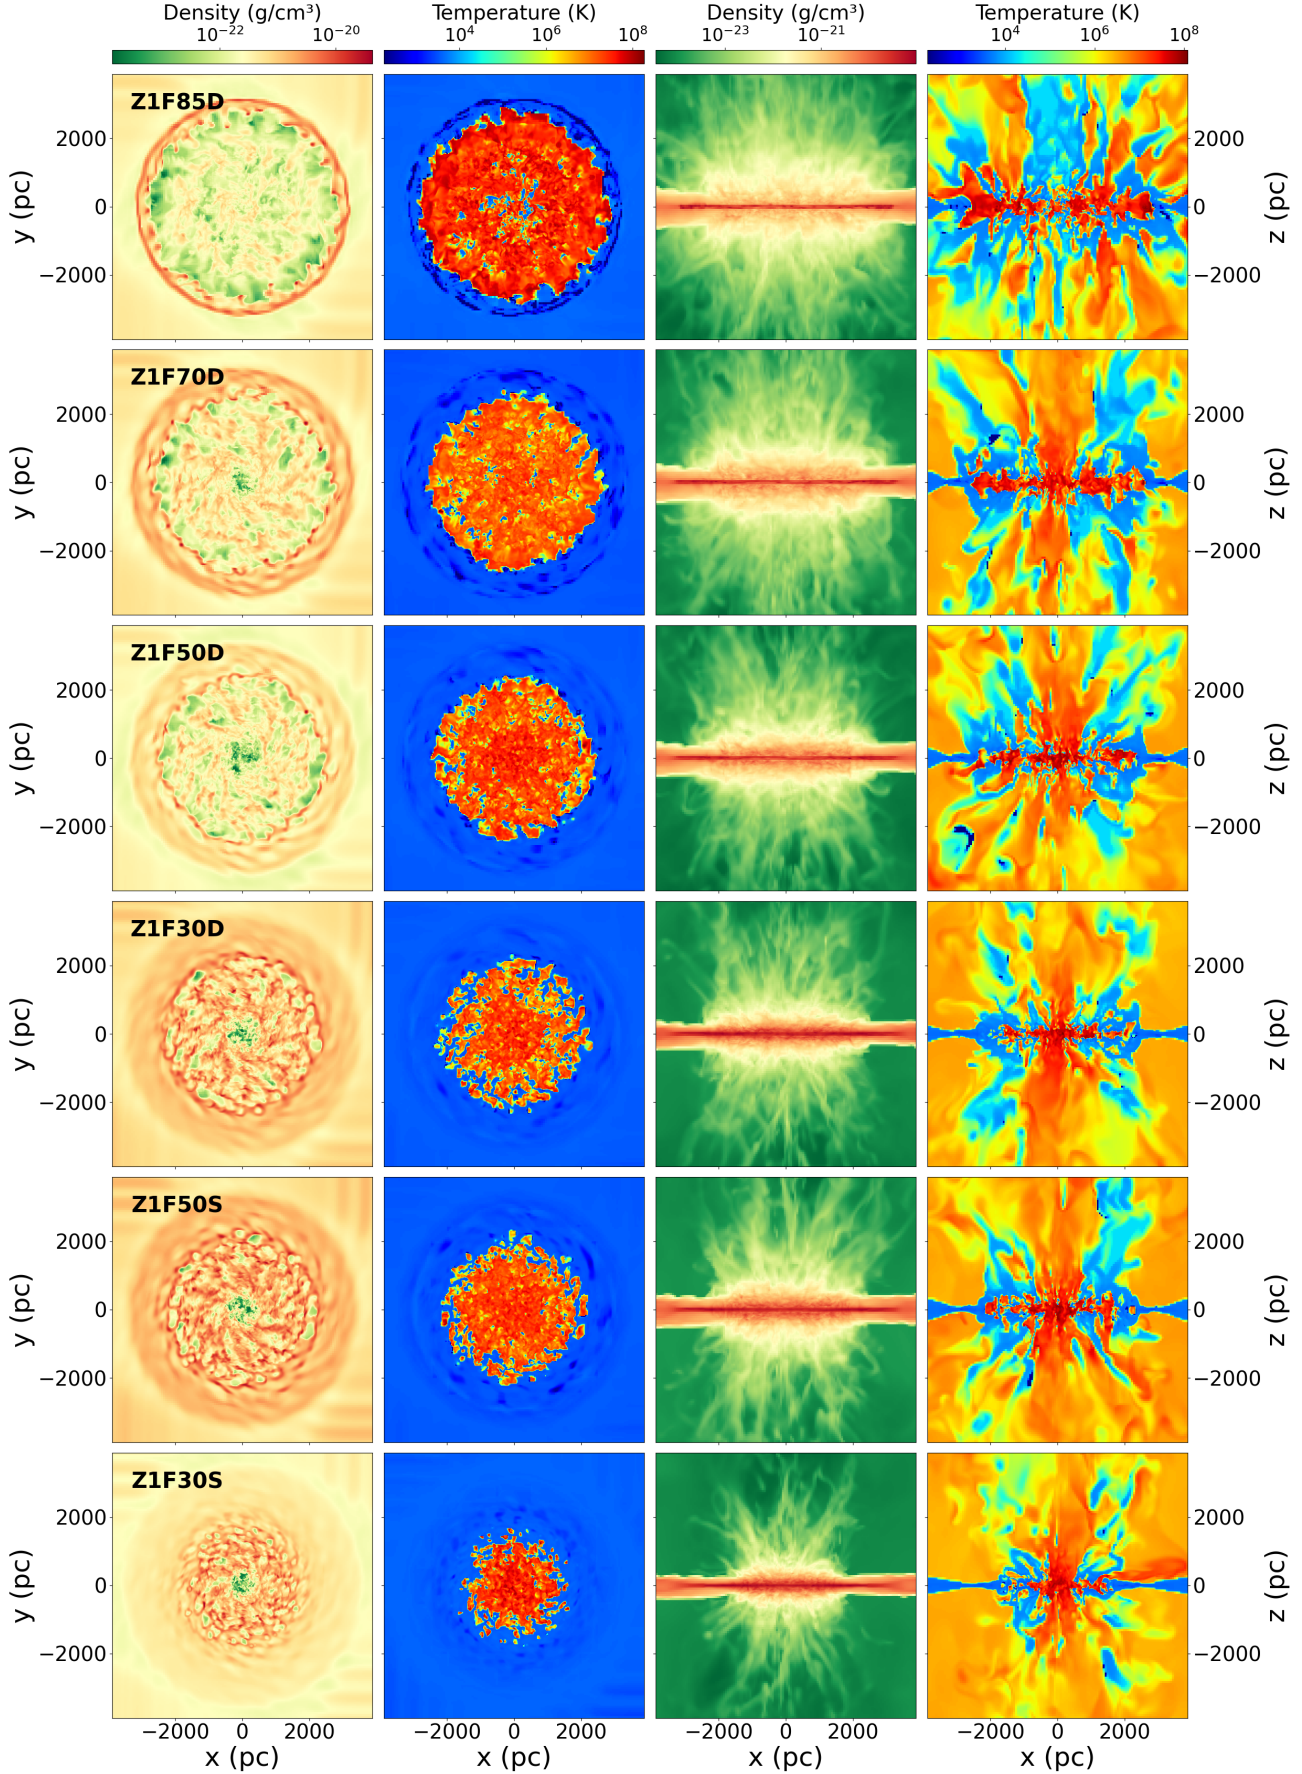 Density (g/cm³) Temperature (K) Density (g/cm³) Temperature (K)
10⁻²² 10⁻²⁰ 10⁴ 10⁶ 10⁸ 10⁻²³ 10⁻²¹ 10⁴ 10⁶ 10⁸
Z1F85D
y (pc) 2000 0 −2000 2000 0 −2000 z (pc)
Z1F70D
y (pc) 2000 0 −2000 2000 0 −2000 z (pc)
Z1F50D
y (pc) 2000 0 −2000 2000 0 −2000 z (pc)
Z1F30D
y (pc) 2000 0 −2000 2000 0 −2000 z (pc)
Z1F50S
y (pc) 2000 0 −2000 2000 0 −2000 z (pc)
Z1F30S
y (pc) 2000 0 −2000 2000 0 −2000 z (pc)
−2000 0 2000 −2000 0 2000 −2000 0 2000 −2000 0 2000
x (pc) x (pc) x (pc) x (pc)